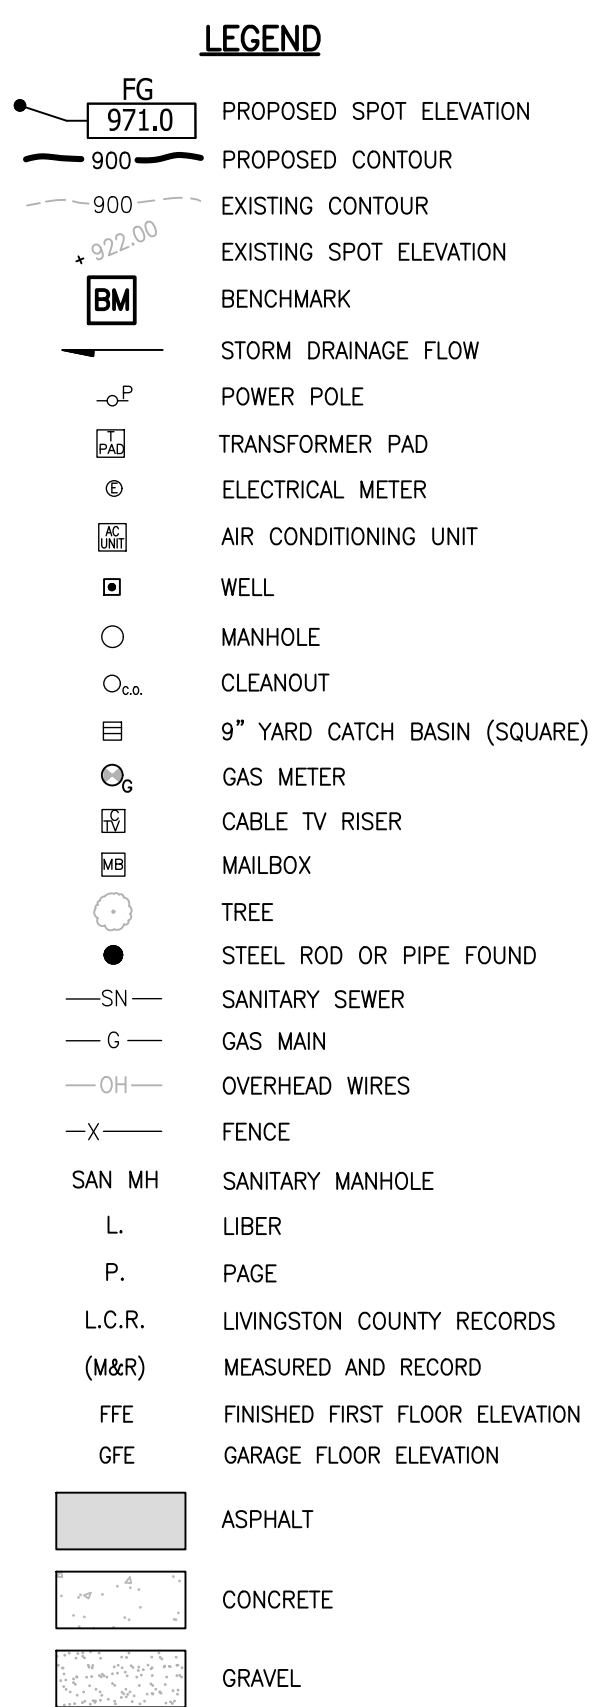 LEGEND
FG
971.0 PROPOSED SPOT ELEVATION
900 PROPOSED CONTOUR
900 EXISTING CONTOUR
922.00 EXISTING SPOT ELEVATION
BM BENCHMARK
STORM DRAINAGE FLOW
P POWER POLE
T
PAD TRANSFORMER PAD
E ELECTRICAL METER
AC
UNIT AIR CONDITIONING UNIT
WELL
MANHOLE
C.O. CLEANOUT
9" YARD CATCH BASIN (SQUARE)
G GAS METER
C
TV CABLE TV RISER
MB MAILBOX
TREE
STEEL ROD OR PIPE FOUND
SN SANITARY SEWER
G GAS MAIN
OH OVERHEAD WIRES
X FENCE
SAN MH SANITARY MANHOLE
L. LIBER
P. PAGE
L.C.R. LIVINGSTON COUNTY RECORDS
(M&R) MEASURED AND RECORD
FFE FINISHED FIRST FLOOR ELEVATION
GFE GARAGE FLOOR ELEVATION
ASPHALT
CONCRETE
GRAVEL